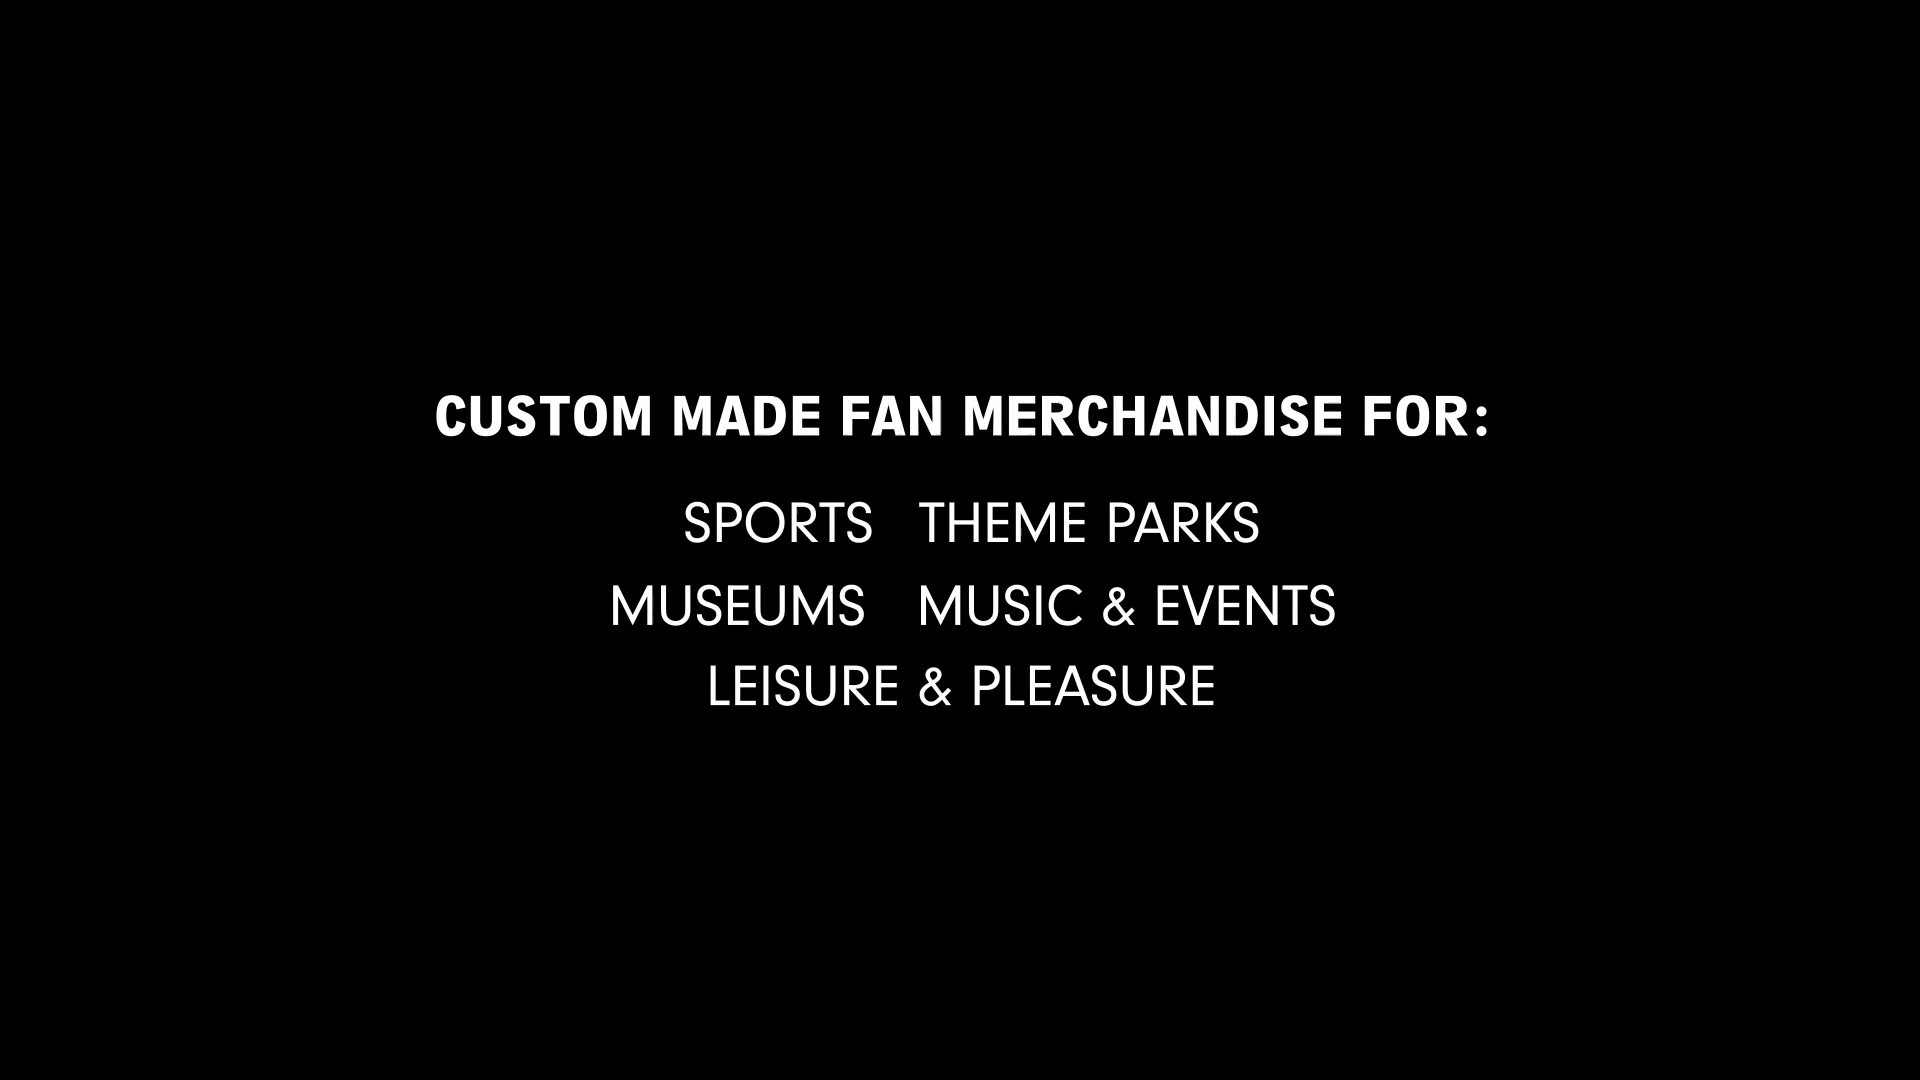 CUSTOM MADE FAN MERCHANDISE FOR:
SPORTS THEME PARKS
MUSEUMS MUSIC & EVENTS
LEISURE & PLEASURE